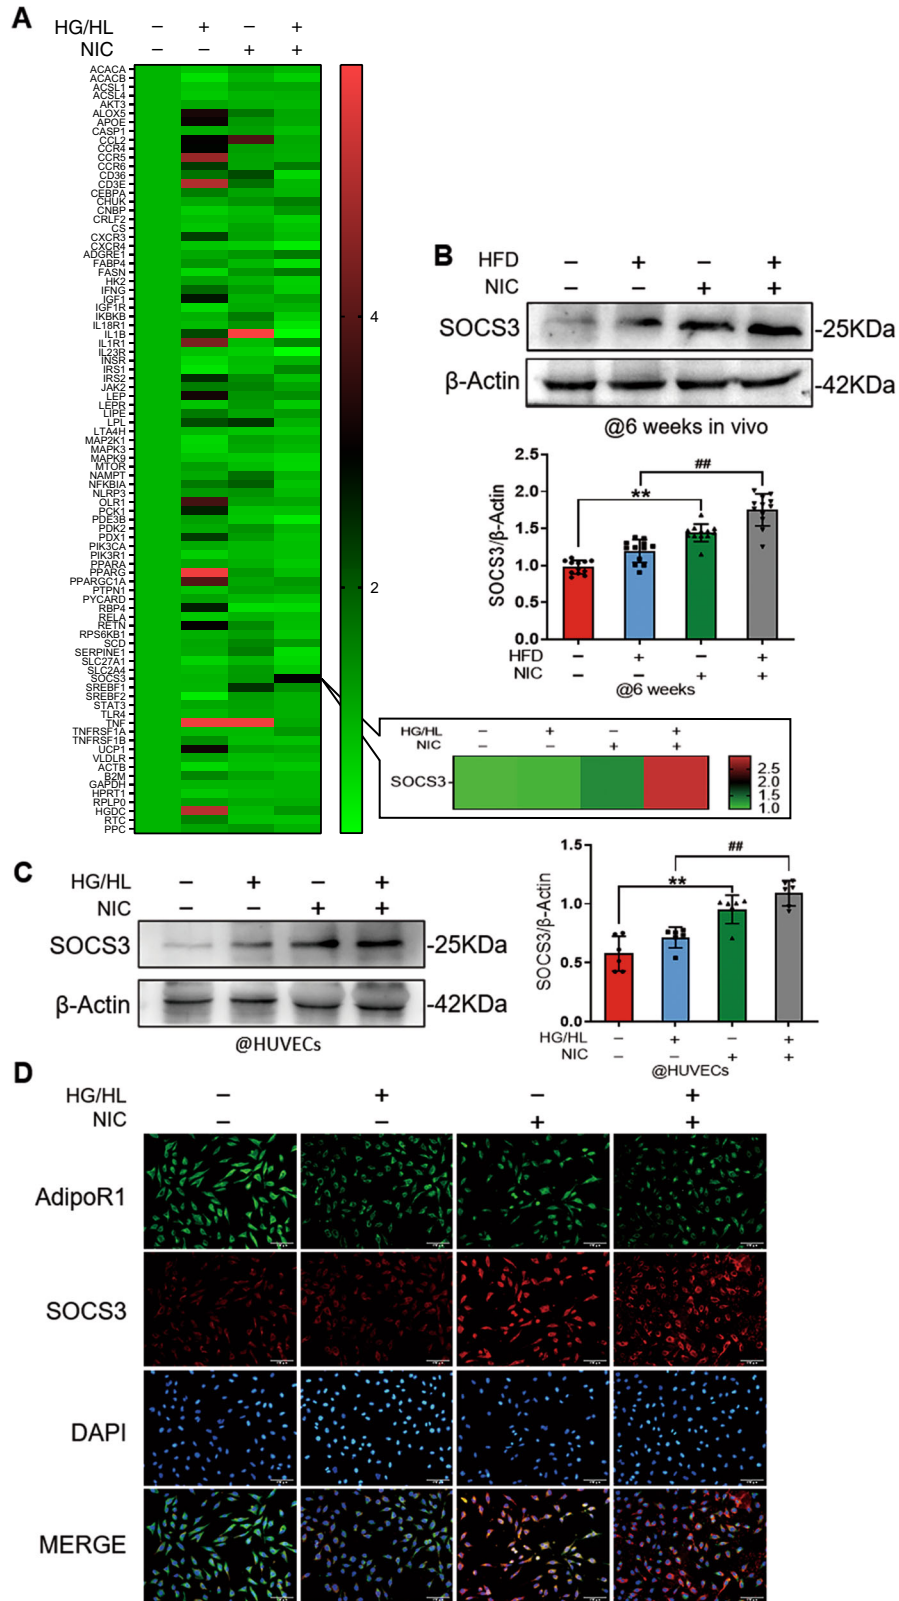 A
HG/HL − + − +
NIC − − + +
ACACA
ACACB
ACSL1
ACSL4
AKT3
ALOX5
APOE
CASP1
CCL2
CCR4
CCR5
CCR6
CD36
CD3E
CEBPA
CHUK
CNBP
CRLF2
CS
CXCR3
CXCR4
ADGRE1
FABP4
FASN
HK2
IFNG
IGF1
IGF1R
IKBKB
IL18R1
IL1B
IL1R1
IL23R
INSR
IRS1
IRS2
JAK2
LEP
LEPR
LIPE
LPL
LTA4H
MAP2K1
MAPK3
MAPK9
MTOR
NAMPT
NFKBIA
NLRP3
OLR1
PCK1
PDE3B
PDK2
PDX1
PIK3CA
PIK3R1
PPARA
PPARG
PPARGC1A
PTPN1
PYCARD
RBP4
RELA
RETN
RPS6KB1
SCD
SERPINE1
SLC27A1
SLC2A4
SOCS3
SREBF1
SREBF2
STAT3
TLR4
TNF
TNFRSF1A
TNFRSF1B
UCP1
VLDLR
ACTB
B2M
GAPDH
HPRT1
RPLP0
HGDC
RTC
PPC
4
2
B
HFD − + − +
NIC − − + +
SOCS3 -25KDa
β-Actin -42KDa
@6 weeks in vivo
SOCS3/β-Actin
2.5
2.0
1.5
1.0
0.5
0.0
**
##
HFD − + − +
NIC − − + +
@6 weeks
HG/HL − + − +
NIC − − + +
SOCS3
2.5
2.0
1.5
1.0
C
HG/HL − + − +
NIC − − + +
SOCS3 -25KDa
β-Actin -42KDa
@HUVECs
SOCS3/β-Actin
1.5
1.0
0.5
0.0
**
##
HG/HL − + − +
NIC − − + +
@HUVECs
D
HG/HL − + − +
NIC − − + +
AdipoR1
SOCS3
DAPI
MERGE